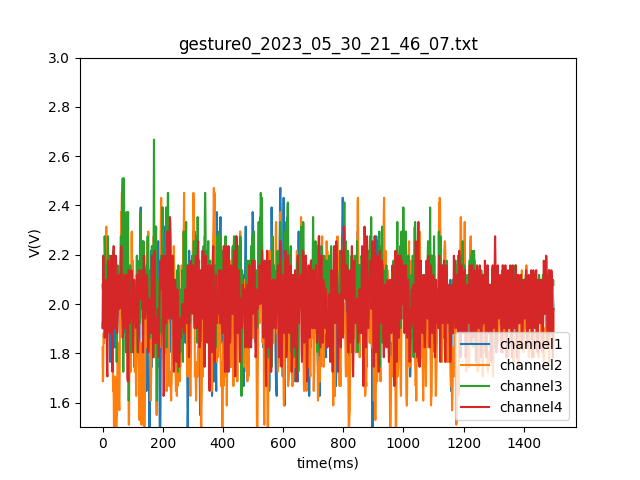 gesture0_2023_05_30_21_46_07.txt
3.0
2.8
2.6
2.4
2.2
2.0
1.8
1.6
V(V)
channel1
channel2
channel3
channel4
0 200 400 600 800 1000 1200 1400
time(ms)